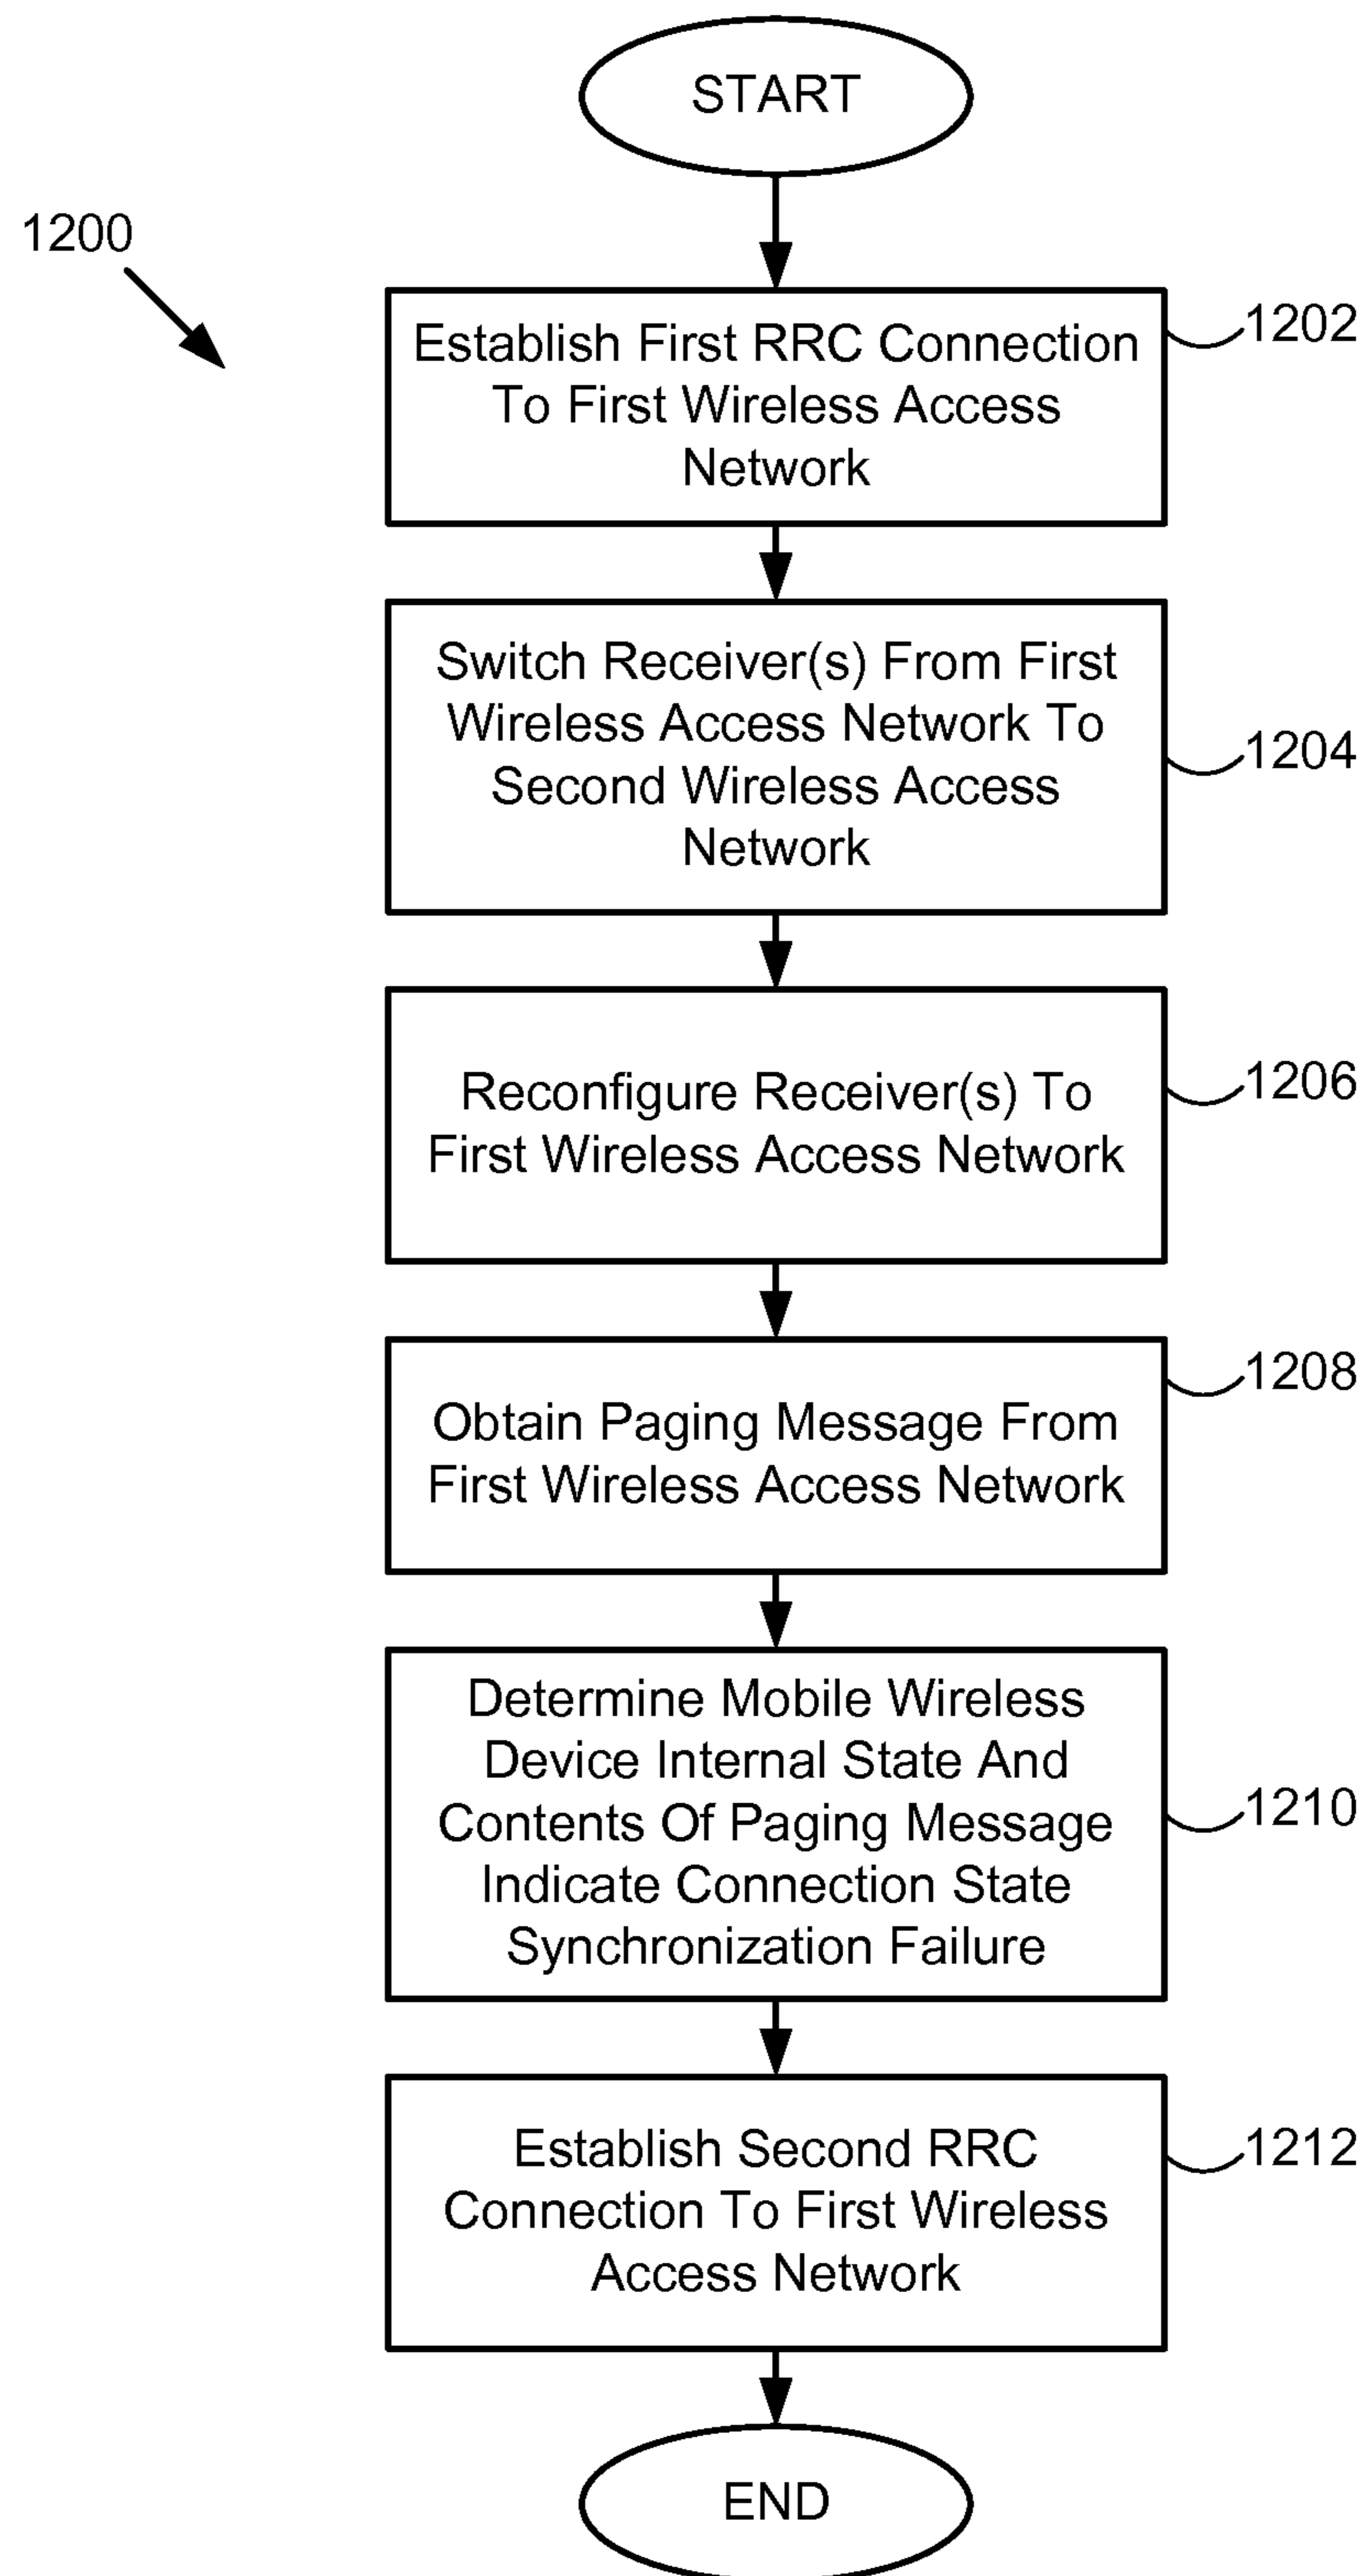 START
1200
Establish First RRC Connection
To First Wireless Access
Network
1202
Switch Receiver(s) From First
Wireless Access Network To
Second Wireless Access
Network
1204
Reconfigure Receiver(s) To
First Wireless Access Network
1206
Obtain Paging Message From
First Wireless Access Network
1208
Determine Mobile Wireless
Device Internal State And
Contents Of Paging Message
Indicate Connection State
Synchronization Failure
1210
Establish Second RRC
Connection To First Wireless
Access Network
1212
END